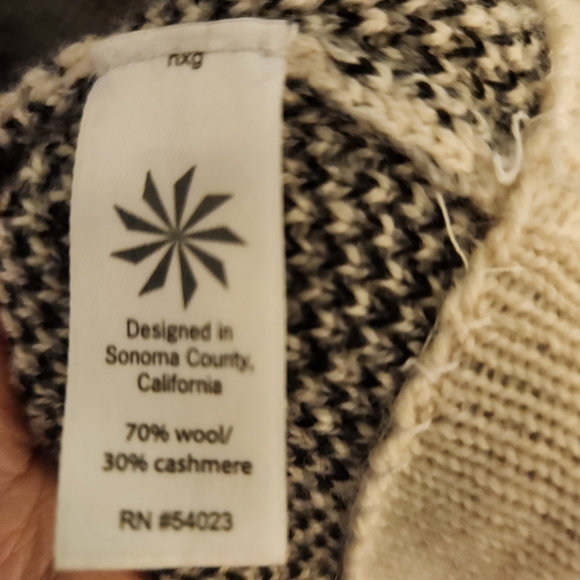 nxg
Designed in
Sonoma County,
California
70% wool/
30% cashmere
RN #54023